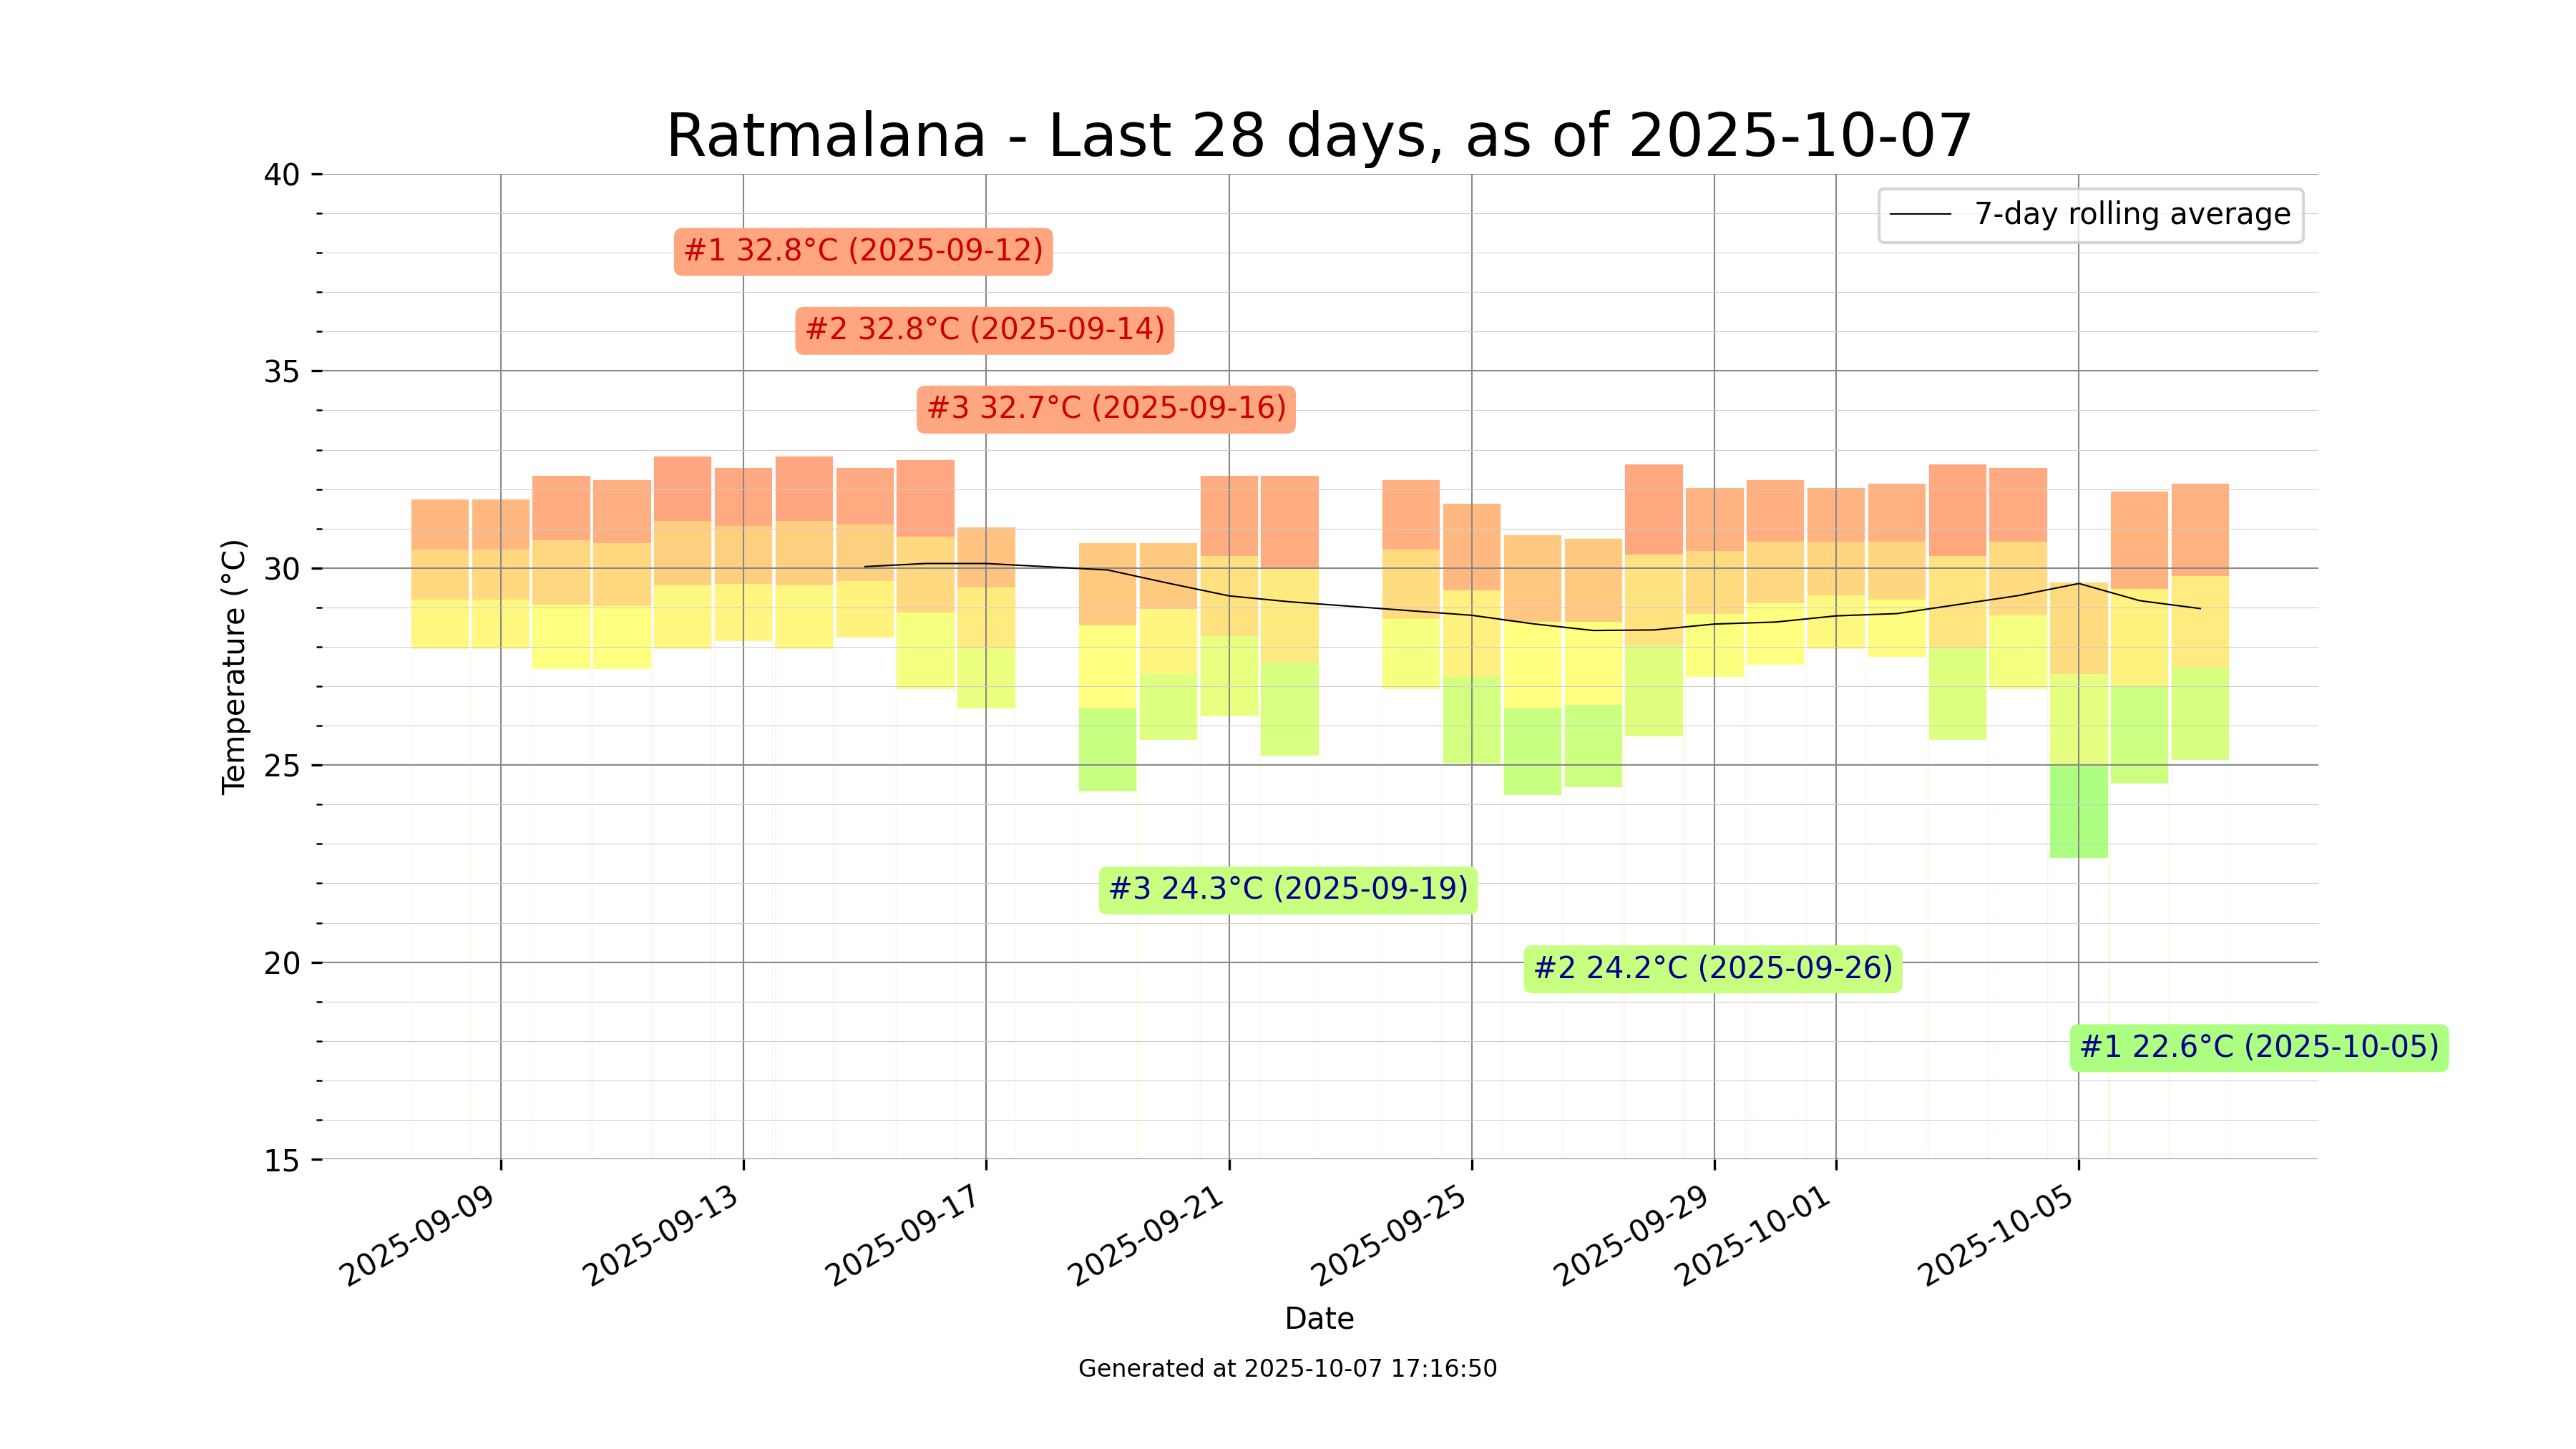 Ratmalana - Last 28 days, as of 2025-10-07
40
35
30
25
20
15
Temperature (°C)
7-day rolling average
#1 32.8°C (2025-09-12)
#2 32.8°C (2025-09-14)
#3 32.7°C (2025-09-16)
#3 24.3°C (2025-09-19)
#2 24.2°C (2025-09-26)
#1 22.6°C (2025-10-05)
2025-09-09
2025-09-13
2025-09-17
2025-09-21
2025-09-25
2025-09-29
2025-10-01
2025-10-05
Date
Generated at 2025-10-07 17:16:50